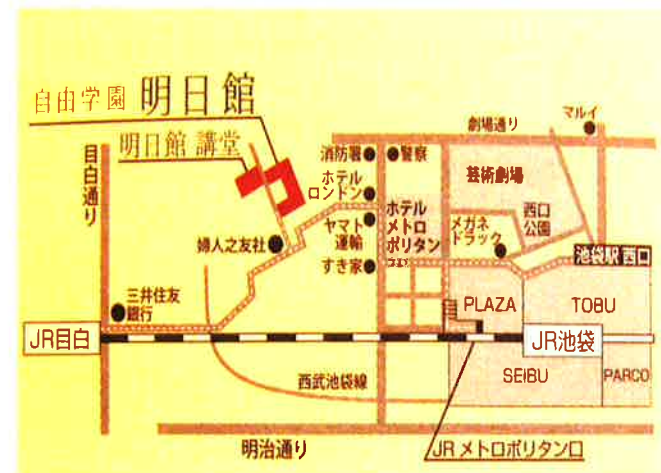 自由学園 明日館
明日館 講堂
目白通り
劇場通り
マルイ
消防署
警察
芸術劇場
ホテル
ロンドン
ホテル
メトロ
ポリタン
西口
公園
メガネ
ドラッグ
ヤマト
運輸
婦人之友社
すき家
池袋駅 西口
三井住友
銀行
PLAZA
TOBU
JR目白
JR池袋
SEIBU
PARCO
西武池袋線
明治通り
JR メトロポリタン口